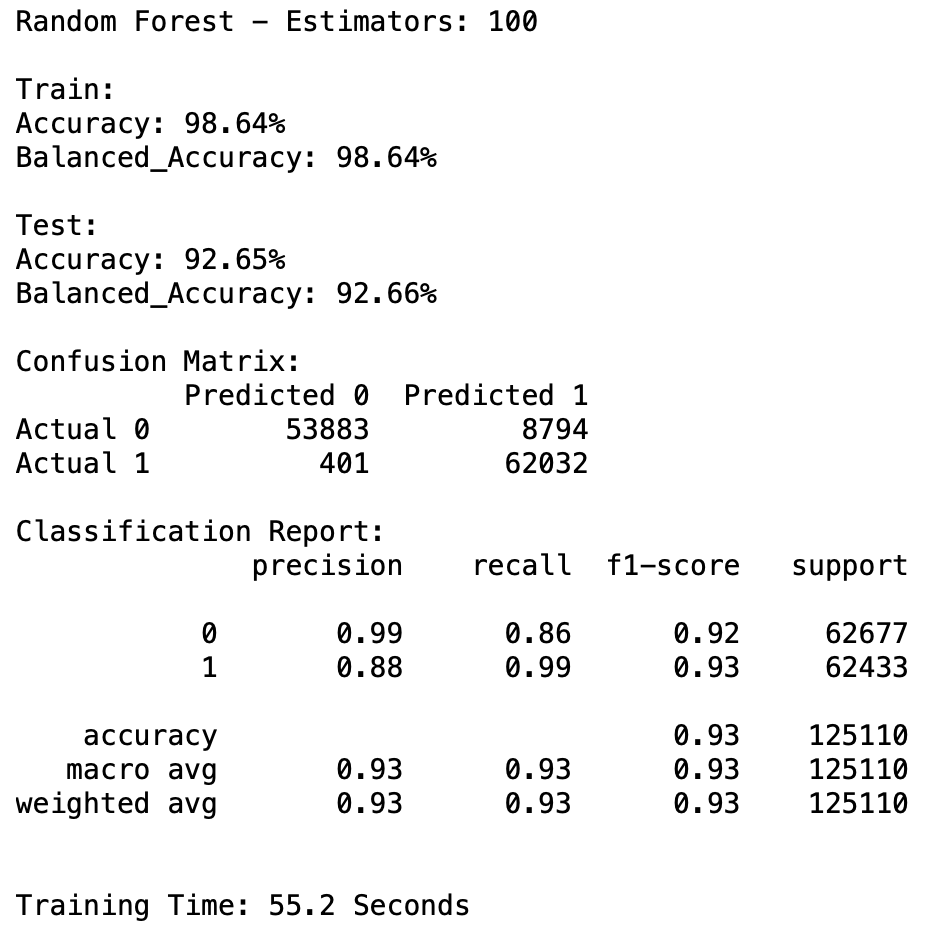 Random Forest - Estimators: 100
Train:
Accuracy: 98.64%
Balanced_Accuracy: 98.64%
Test:
Accuracy: 92.65%
Balanced_Accuracy: 92.66%
Confusion Matrix:
Predicted 0 Predicted 1
Actual 0 53883 8794
Actual 1 401 62032
Classification Report:
precision recall f1-score support
0 0.99 0.86 0.92 62677
1 0.88 0.99 0.93 62433
accuracy 0.93 125110
macro avg 0.93 0.93 0.93 125110
weighted avg 0.93 0.93 0.93 125110
Training Time: 55.2 Seconds